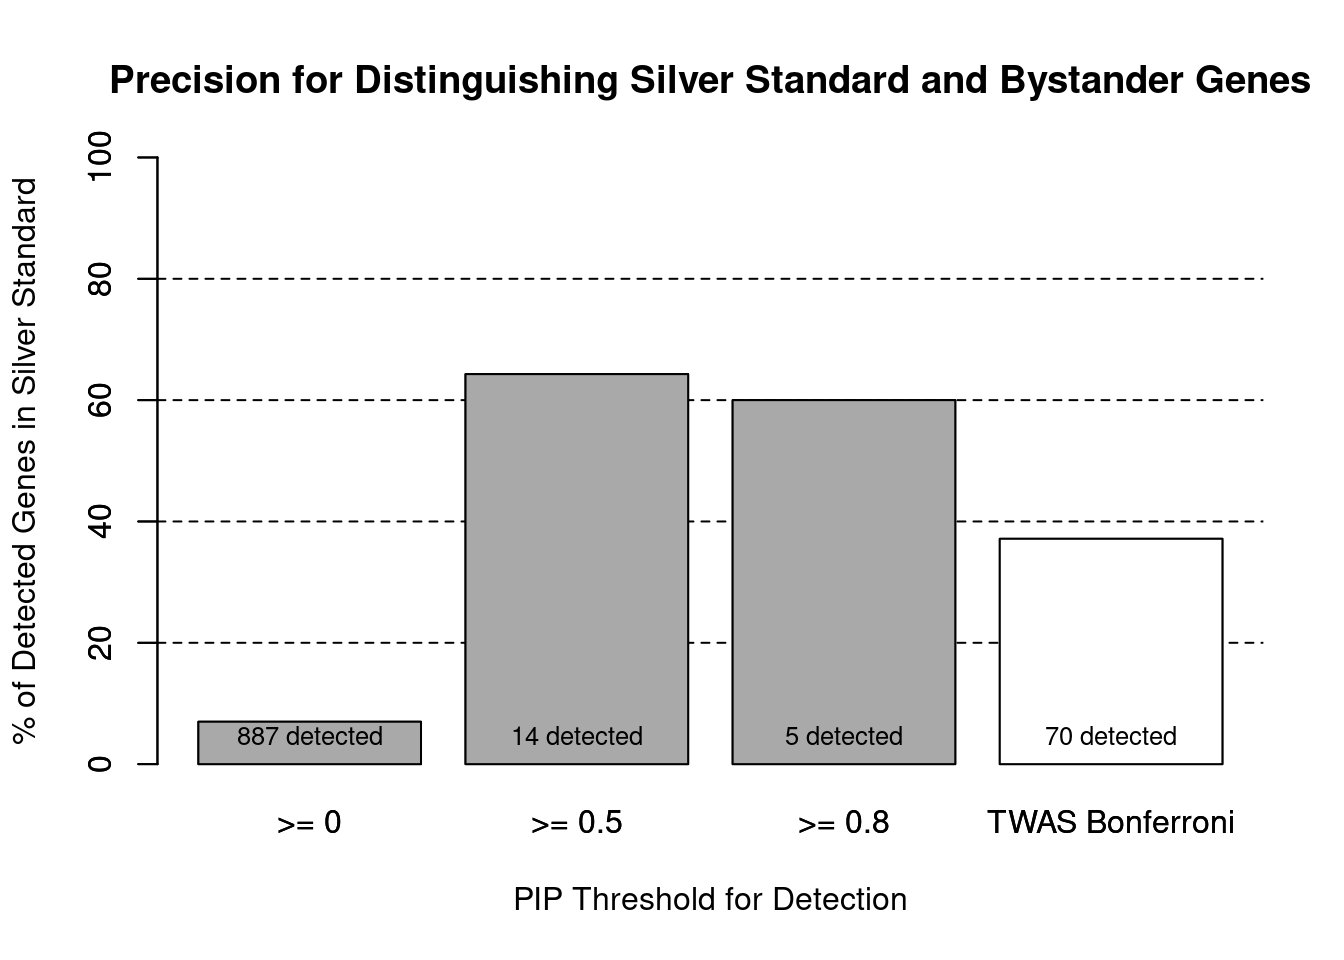 Precision for Distinguishing Silver Standard and Bystander Genes
% of Detected Genes in Silver Standard
100
80
60
40
20
0
887 detected
14 detected
5 detected
70 detected
>= 0
>= 0.5
>= 0.8
TWAS Bonferroni
PIP Threshold for Detection